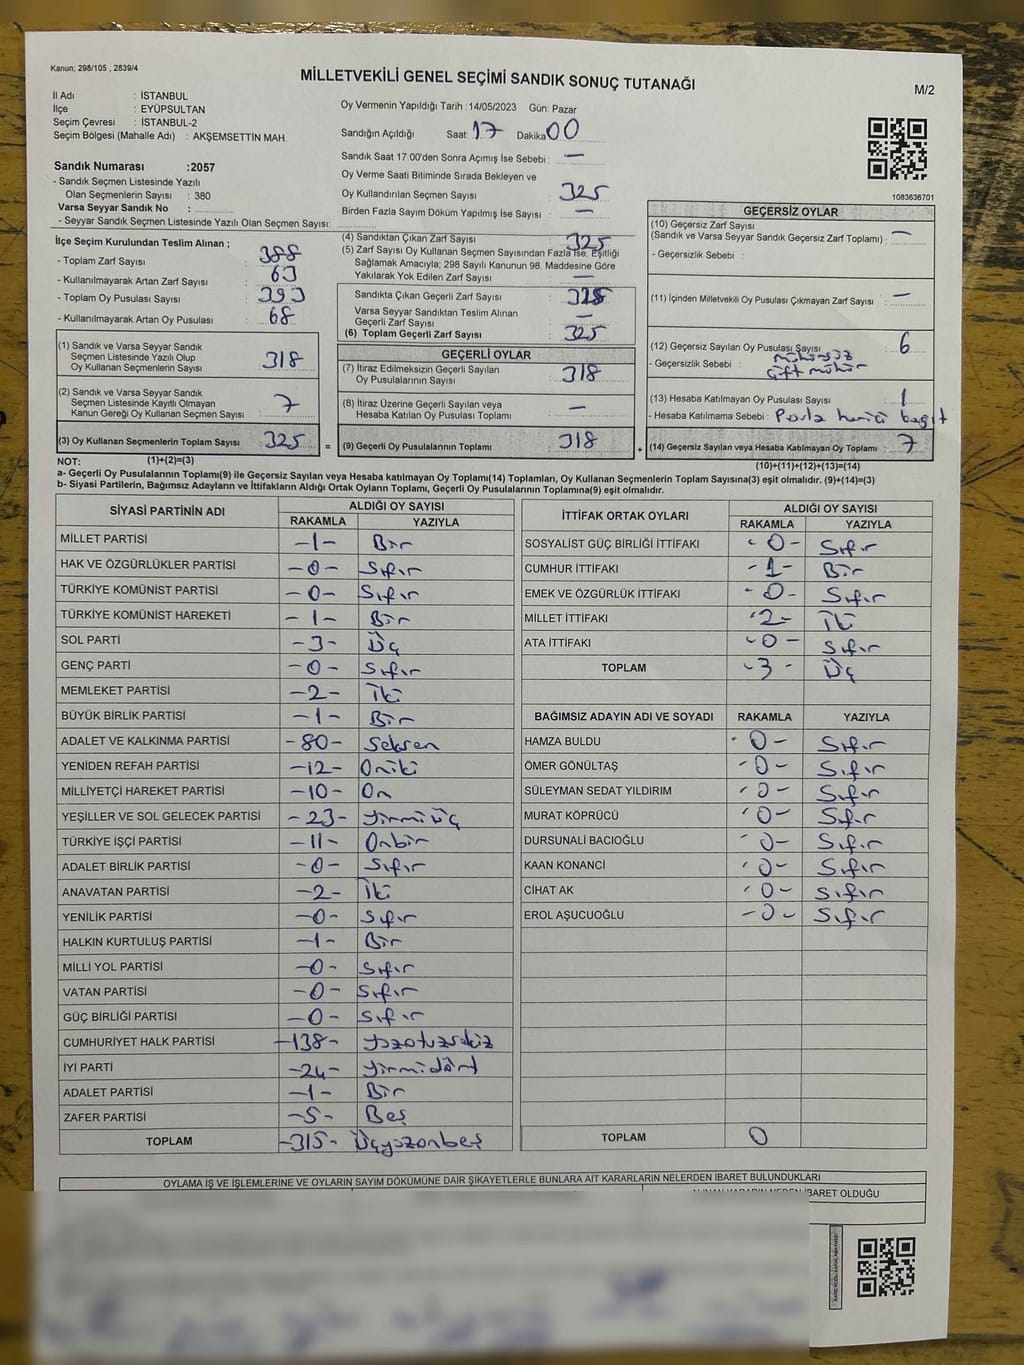 Kanun; 298/105 , 2839/4
MİLLETVEKİLİ GENEL SEÇİMİ SANDIK SONUÇ TUTANAĞI
M/2
İl Adı : İSTANBUL
İlçe : EYÜPSULTAN
Seçim Çevresi : İSTANBUL-2
Seçim Bölgesi (Mahalle Adı) : AKŞEMSETTİN MAH.
Sandık Numarası :2057
- Sandık Seçmen Listesinde Yazılı
Olan Seçmenlerin Sayısı : 380
Varsa Seyyar Sandık No :
- Seyyar Sandık Seçmen Listesinde Yazılı Olan Seçmen Sayısı:
Oy Vermenin Yapıldığı Tarih :14/05/2023 Gün: Pazar
Sandığın Açıldığı Saat: 17 Dakika: 00
Sandık Saat 17:00'den Sonra Açımış İse Sebebi : —
Oy Verme Saati Bitiminde Sırada Bekleyen ve
Oy Kullandırılan Seçmen Sayısı : 325
Birden Fazla Sayım Döküm Yapılmış İse Sayısı : —
1083636701
İlçe Seçim Kurulundan Teslim Alınan ;
- Toplam Zarf Sayısı : 388
- Kullanılmayarak Artan Zarf Sayısı : 63
- Toplam Oy Pusulası Sayısı : 393
- Kullanılmayarak Artan Oy Pusulası : 68
(1) Sandık ve Varsa Seyyar Sandık
Seçmen Listesinde Yazılı Olup
Oy Kullanan Seçmenlerin Sayısı : 318
(2) Sandık ve Varsa Seyyar Sandık
Seçmen Listesinde Kayıtlı Olmayan
Kanun Gereği Oy Kullanan Seçmen Sayısı : 7
(3) Oy Kullanan Seçmenlerin Toplam Sayısı 325 =
(4) Sandıktan Çıkan Zarf Sayısı : 325
(5) Zarf Sayısı Oy Kullanan Seçmen Sayısından Fazla İse, Eşitliği
Sağlamak Amacıyla; 298 Sayılı Kanunun 98. Maddesine Göre
Yakılarak Yok Edilen Zarf Sayısı : —
Sandıkta Çıkan Geçerli Zarf Sayısı : 325
Varsa Seyyar Sandıktan Teslim Alınan
Geçerli Zarf Sayısı : —
(6) Toplam Geçerli Zarf Sayısı : 325
GEÇERLİ OYLAR
(7) İtiraz Edilmeksizin Geçerli Sayılan
Oy Pusulalarının Sayısı : 318
(8) İtiraz Üzerine Geçerli Sayılan veya
Hesaba Katılan Oy Pusulası Toplamı : —
(9) Geçerli Oy Pusulalarının Toplamı 318 +
GEÇERSİZ OYLAR
(10) Geçersiz Zarf Sayısı
(Sandık ve Varsa Seyyar Sandık Geçersiz Zarf Toplamı) : —
- Geçersizlik Sebebi :
(11) İçinden Milletvekili Oy Pusulası Çıkmayan Zarf Sayısı : —
(12) Geçersiz Sayılan Oy Pusulası Sayısı : 6
- Geçersizlik Sebebi : mühürsüz
çift mühür
(13) Hesaba Katılmayan Oy Pusulası Sayısı : 1
- Hesaba Katılmama Sebebi :
(14) Geçersiz Sayılan veya Hesaba Katılmayan Oy Toplamı : 7
NOT: (1)+(2)=(3) (10)+(11)+(12)+(13)=(14)
a- Geçerli Oy Pusulalarının Toplamı(9) ile Geçersiz Sayılan veya Hesaba katılmayan Oy Toplamı(14) Toplamları, Oy Kullanan Seçmenlerin Toplam Sayısına(3) eşit olmalıdır. (9)+(14)=(3)
b- Siyasi Partilerin, Bağımsız Adayların ve İttifakların Aldığı Ortak Oyların Toplamı, Geçerli Oy Pusulalarının Toplamına(9) eşit olmalıdır.
SİYASİ PARTİNİN ADI ALDIĞI OY SAYISI
RAKAMLA YAZIYLA
MİLLET PARTİSİ -1- Bir
HAK VE ÖZGÜRLÜKLER PARTİSİ -0- Sıfır
TÜRKİYE KOMÜNİST PARTİSİ -0- Sıfır
TÜRKİYE KOMÜNİST HAREKETİ -1- Bir
SOL PARTİ -3- Üç
GENÇ PARTİ -0- Sıfır
MEMLEKET PARTİSİ -2- İki
BÜYÜK BİRLİK PARTİSİ -1- Bir
ADALET VE KALKINMA PARTİSİ -80- Seksen
YENİDEN REFAH PARTİSİ -12- Oniki
MİLLİYETÇİ HAREKET PARTİSİ -10- On
YEŞİLLER VE SOL GELECEK PARTİSİ -23- Yirmiüç
TÜRKİYE İŞÇİ PARTİSİ -11- Onbir
ADALET BİRLİK PARTİSİ -0- Sıfır
ANAVATAN PARTİSİ -2- İki
YENİLİK PARTİSİ -0- Sıfır
HALKIN KURTULUŞ PARTİSİ -1- Bir
MİLLİ YOL PARTİSİ -0- Sıfır
VATAN PARTİSİ -0- Sıfır
GÜÇ BİRLİĞİ PARTİSİ -0- Sıfır
CUMHURİYET HALK PARTİSİ -138- Yüzotuzsekiz
İYİ PARTİ -24- Yirmidört
ADALET PARTİSİ -1- Bir
ZAFER PARTİSİ -5- Beş
TOPLAM -315- Üçyüzonbeş
İTTİFAK ORTAK OYLARI ALDIĞI OY SAYISI
RAKAMLA YAZIYLA
SOSYALİST GÜÇ BİRLİĞİ İTTİFAKI -0- Sıfır
CUMHUR İTTİFAKI -1- Bir
EMEK VE ÖZGÜRLÜK İTTİFAKI -0- Sıfır
MİLLET İTTİFAKI -2- İki
ATA İTTİFAKI -0- Sıfır
TOPLAM -3- Üç
BAĞIMSIZ ADAYIN ADI VE SOYADI RAKAMLA YAZIYLA
HAMZA BULDU -0- Sıfır
ÖMER GÖNÜLTAŞ -0- Sıfır
SÜLEYMAN SEDAT YILDIRIM -0- Sıfır
MURAT KÖPRÜCÜ -0- Sıfır
DURSUNALİ BACIOĞLU -0- Sıfır
KAAN KONANCİ -0- Sıfır
CİHAT AK -0- Sıfır
EROL AŞUCUOĞLU -0- Sıfır
TOPLAM 0
OYLAMA İŞ VE İŞLEMLERİNE VE OYLARIN SAYIM DÖKÜMÜNE DAİR ŞİKAYETLERLE BUNLARA AİT KARARLARIN NELERDEN İBARET BULUNDUKLARI
ALINAN KARARIN NEDEN İBARET OLDUĞU